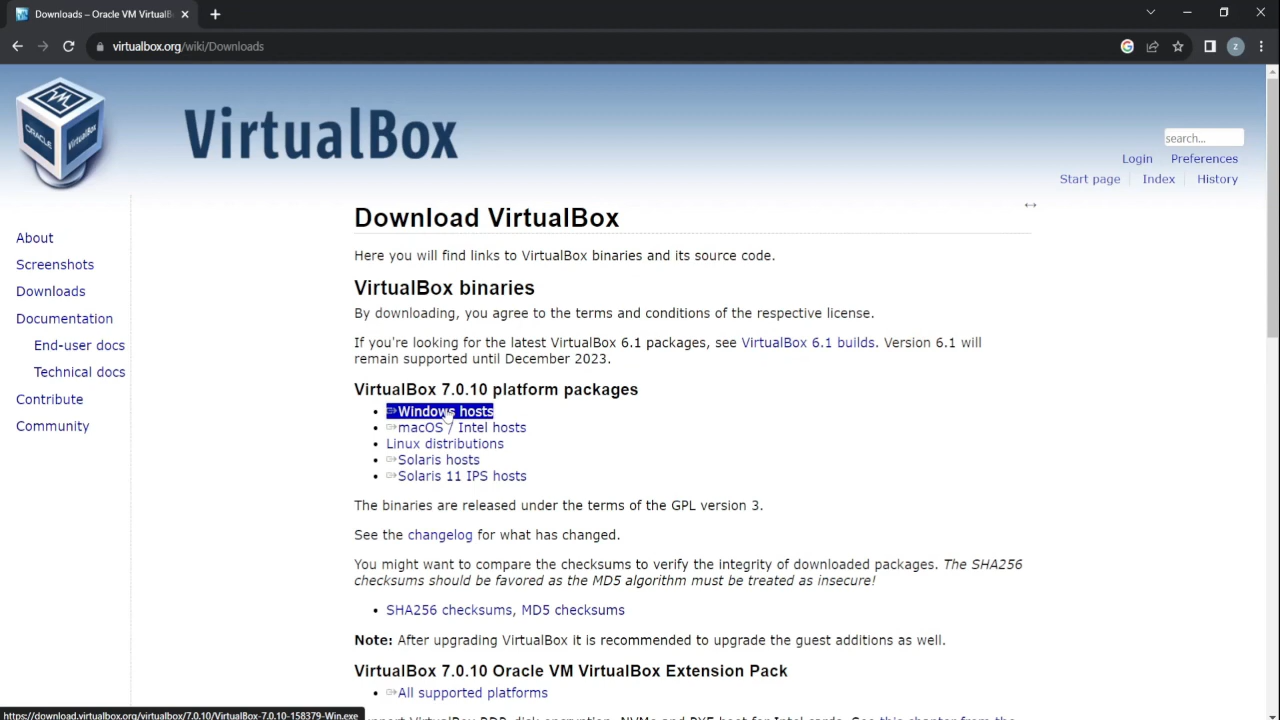 Downloads – Oracle VM VirtualB
virtualbox.org/wiki/Downloads
z
ORACLE
VM
VirtualBox
VirtualBox
search...
Login Preferences
Start page Index History
About
Screenshots
Downloads
Documentation
End-user docs
Technical docs
Contribute
Community
Download VirtualBox
Here you will find links to VirtualBox binaries and its source code.
VirtualBox binaries
By downloading, you agree to the terms and conditions of the respective license.
If you're looking for the latest VirtualBox 6.1 packages, see VirtualBox 6.1 builds. Version 6.1 will
remain supported until December 2023.
VirtualBox 7.0.10 platform packages
• Windows hosts
• macOS / Intel hosts
• Linux distributions
• Solaris hosts
• Solaris 11 IPS hosts
The binaries are released under the terms of the GPL version 3.
See the changelog for what has changed.
You might want to compare the checksums to verify the integrity of downloaded packages. The SHA256
checksums should be favored as the MD5 algorithm must be treated as insecure!
• SHA256 checksums, MD5 checksums
Note: After upgrading VirtualBox it is recommended to upgrade the guest additions as well.
VirtualBox 7.0.10 Oracle VM VirtualBox Extension Pack
• All supported platforms
https://download.virtualbox.org/virtualbox/7.0.10/VirtualBox-7.0.10-158379-Win.exe